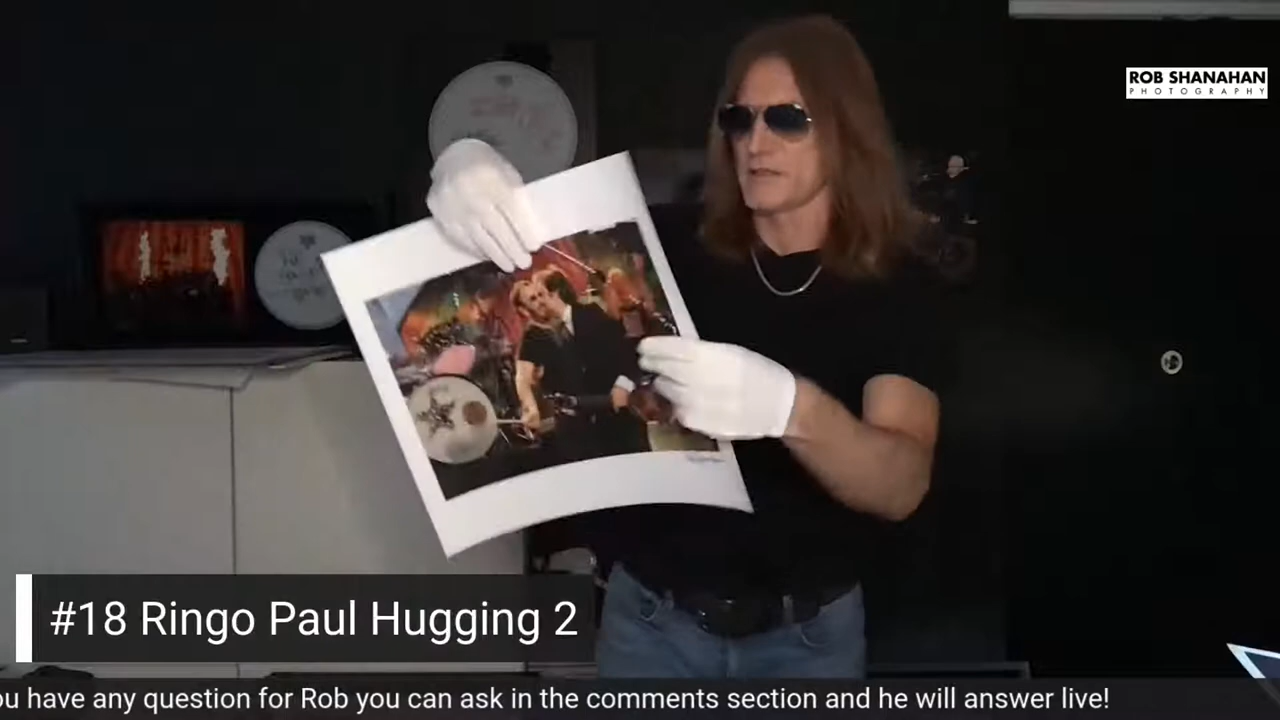 ROB SHANAHAN
PHOTOGRAPHY
#18 Ringo Paul Hugging 2
ou have any question for Rob you can ask in the comments section and he will answer live!